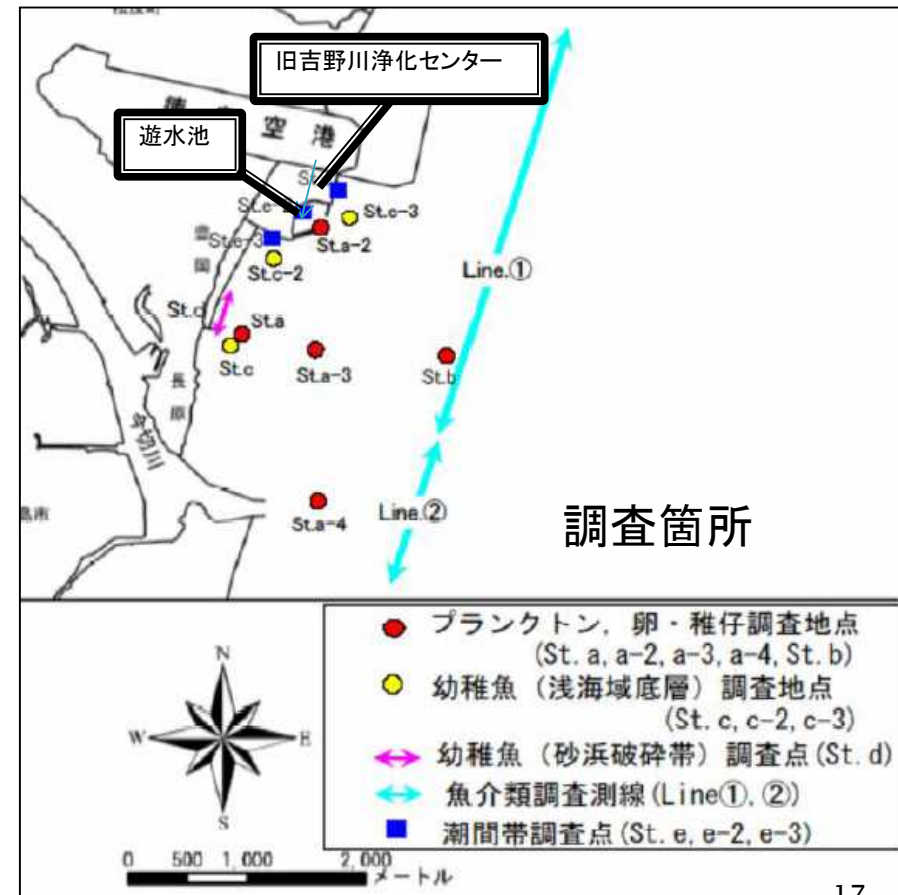 旧吉野川浄化センター
空港
遊水池
St.c-3
St.e-3
St.a-2
St.c-2
Line.①
St.d
St.a
St.c
St.a-3
St.b
長原
今切川
St.a-4
Line.②
調査箇所
プランクトン, 卵・稚仔調査地点
(St. a, a-2, a-3, a-4, St. b)
幼稚魚（浅海域底層）調査地点
(St. c, c-2, c-3)
幼稚魚（砂浜破砕帯）調査点(St. d)
魚介類調査測線(Line①, ②)
潮間帯調査点(St. e, e-2, e-3)
N
W
E
S
0 500 1,000 2,000
メートル
17